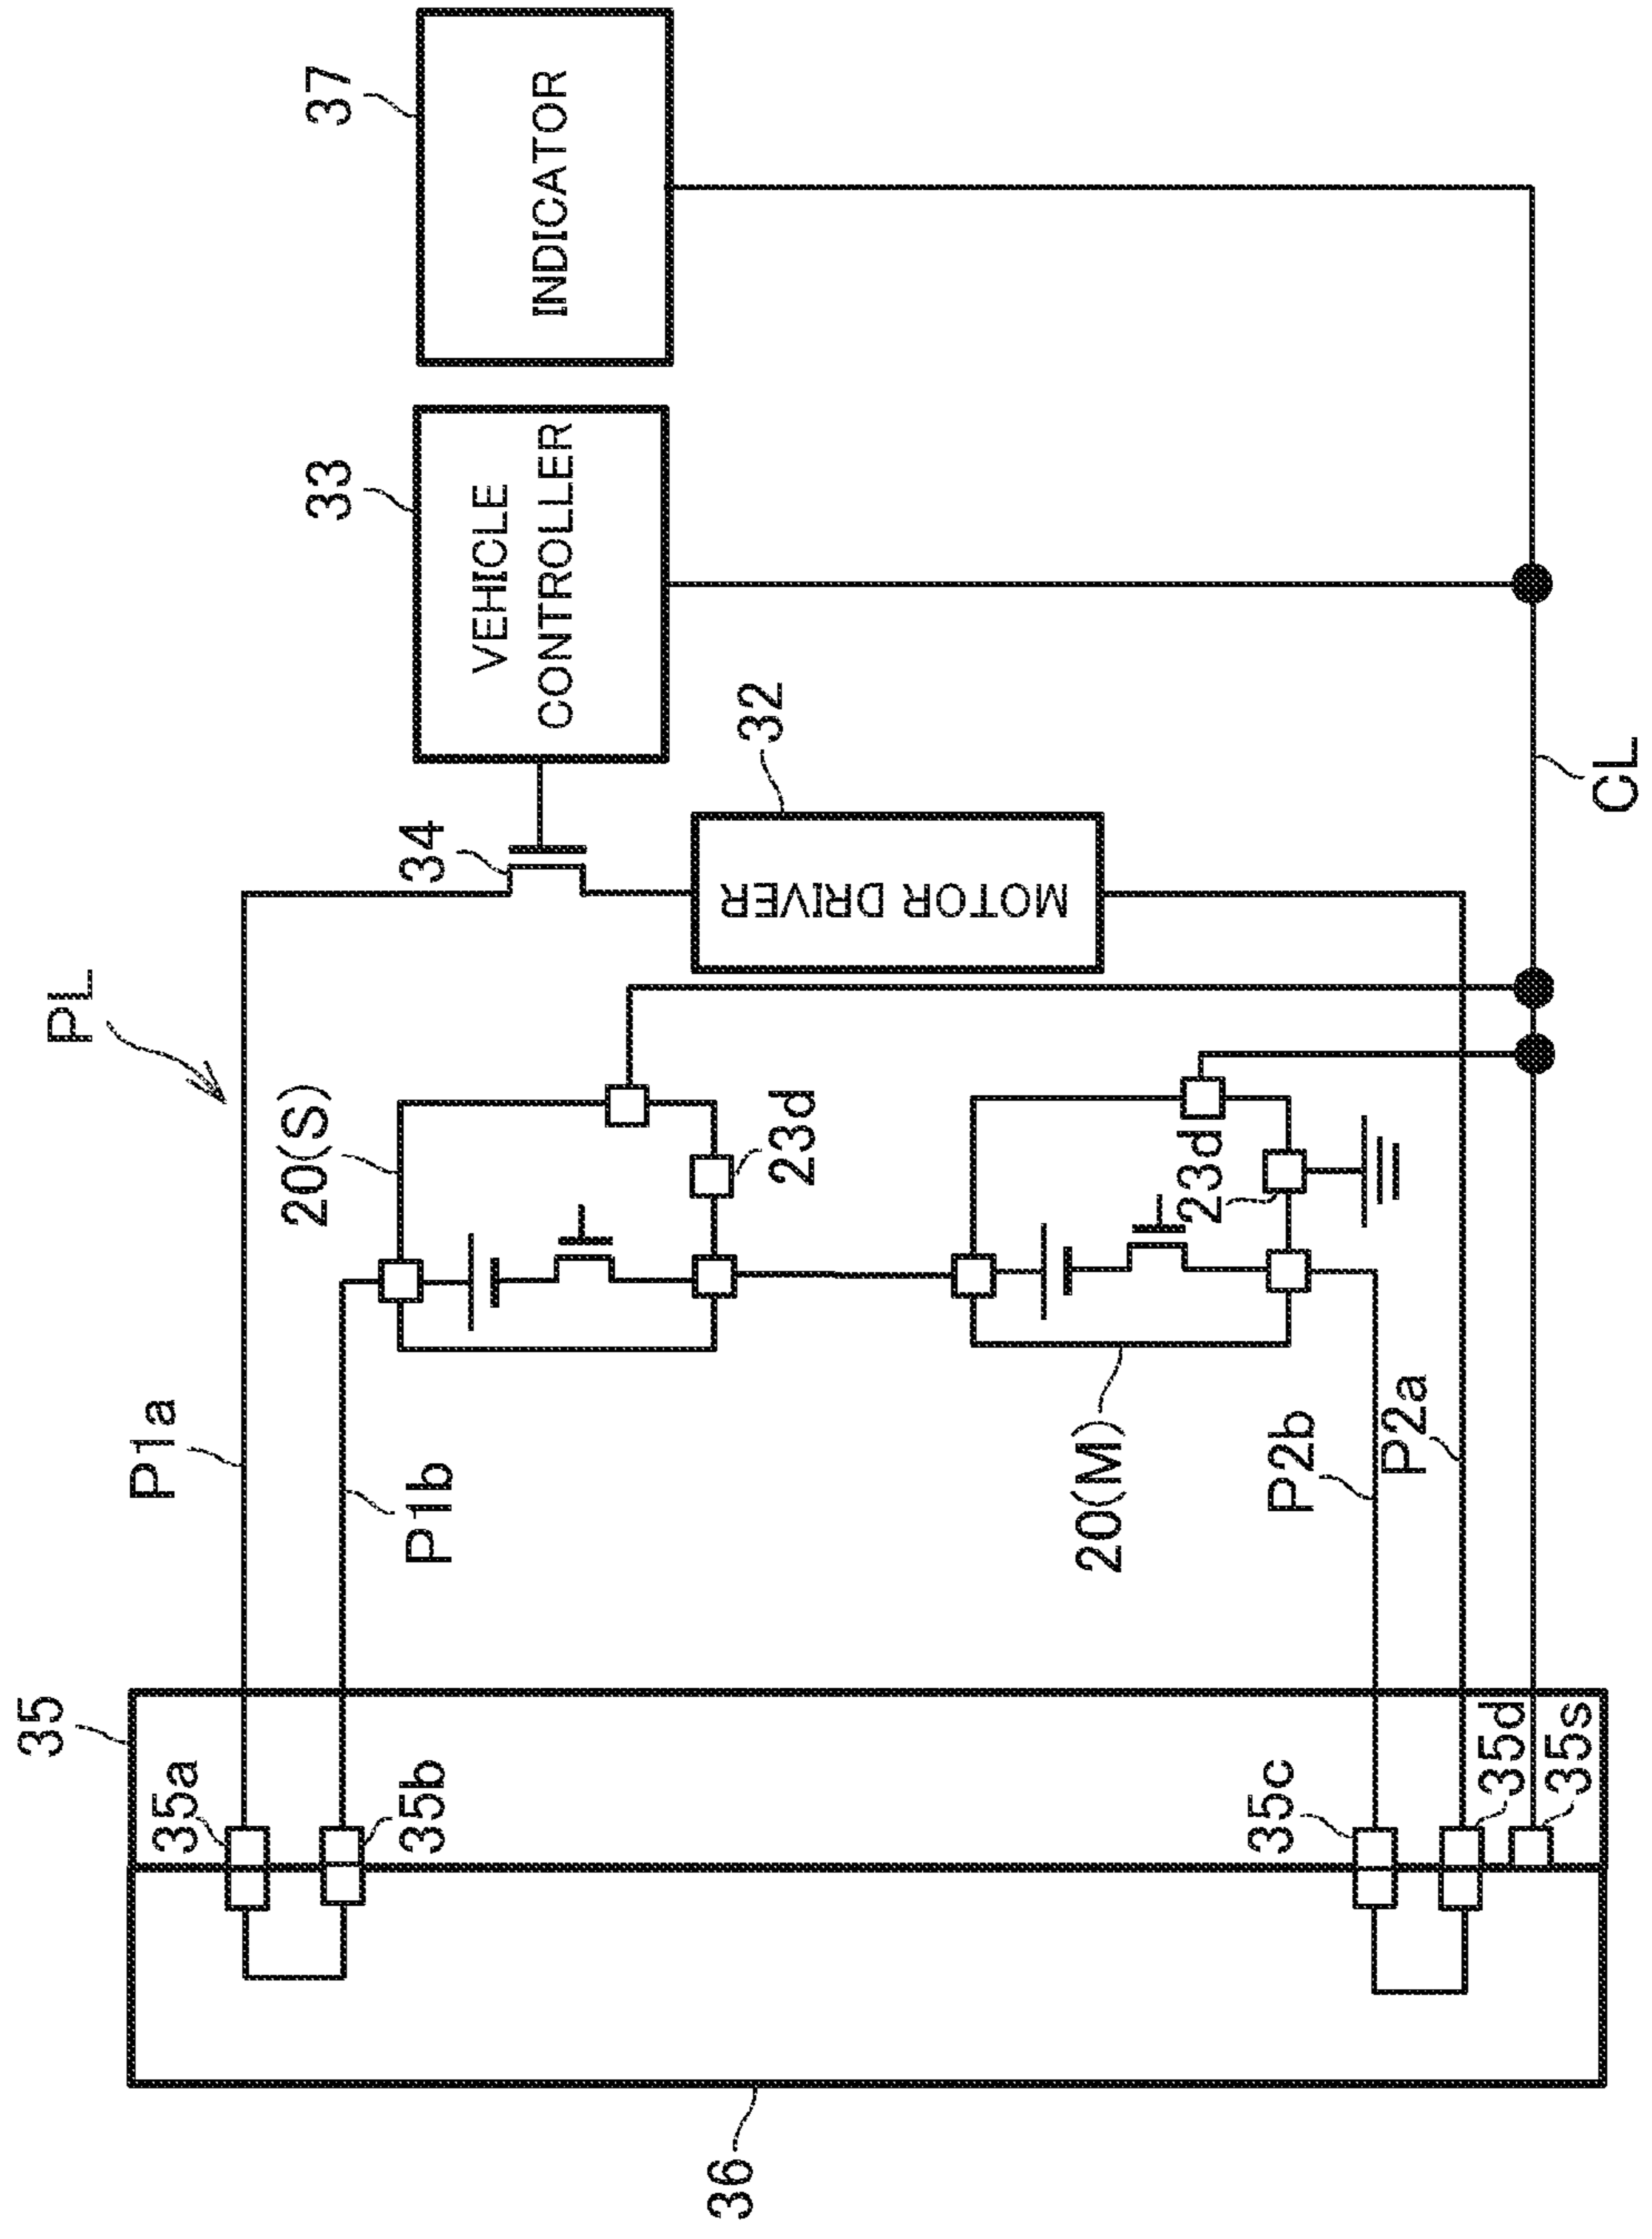 PL
P1a
P1b
20(S)
23d
34
33
VEHICLE
CONTROLLER
37
INDICATOR
32
MOTOR DRIVER
20(M)
23d
P2b
P2a
CL
35
35a
35b
35c
35d
35s
36